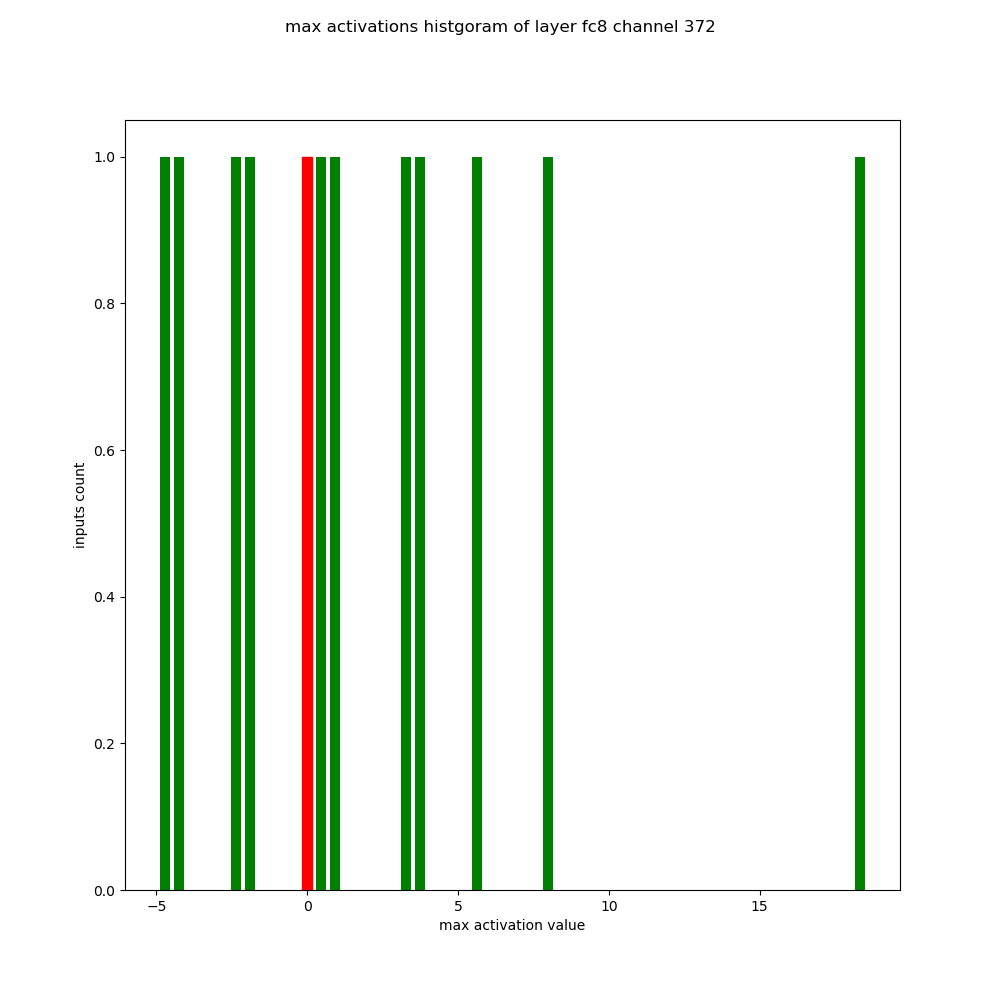 max activations histgoram of layer fc8 channel 372
1.0
0.8
0.6
0.4
0.2
0.0
inputs count
−5 0 5 10 15
max activation value